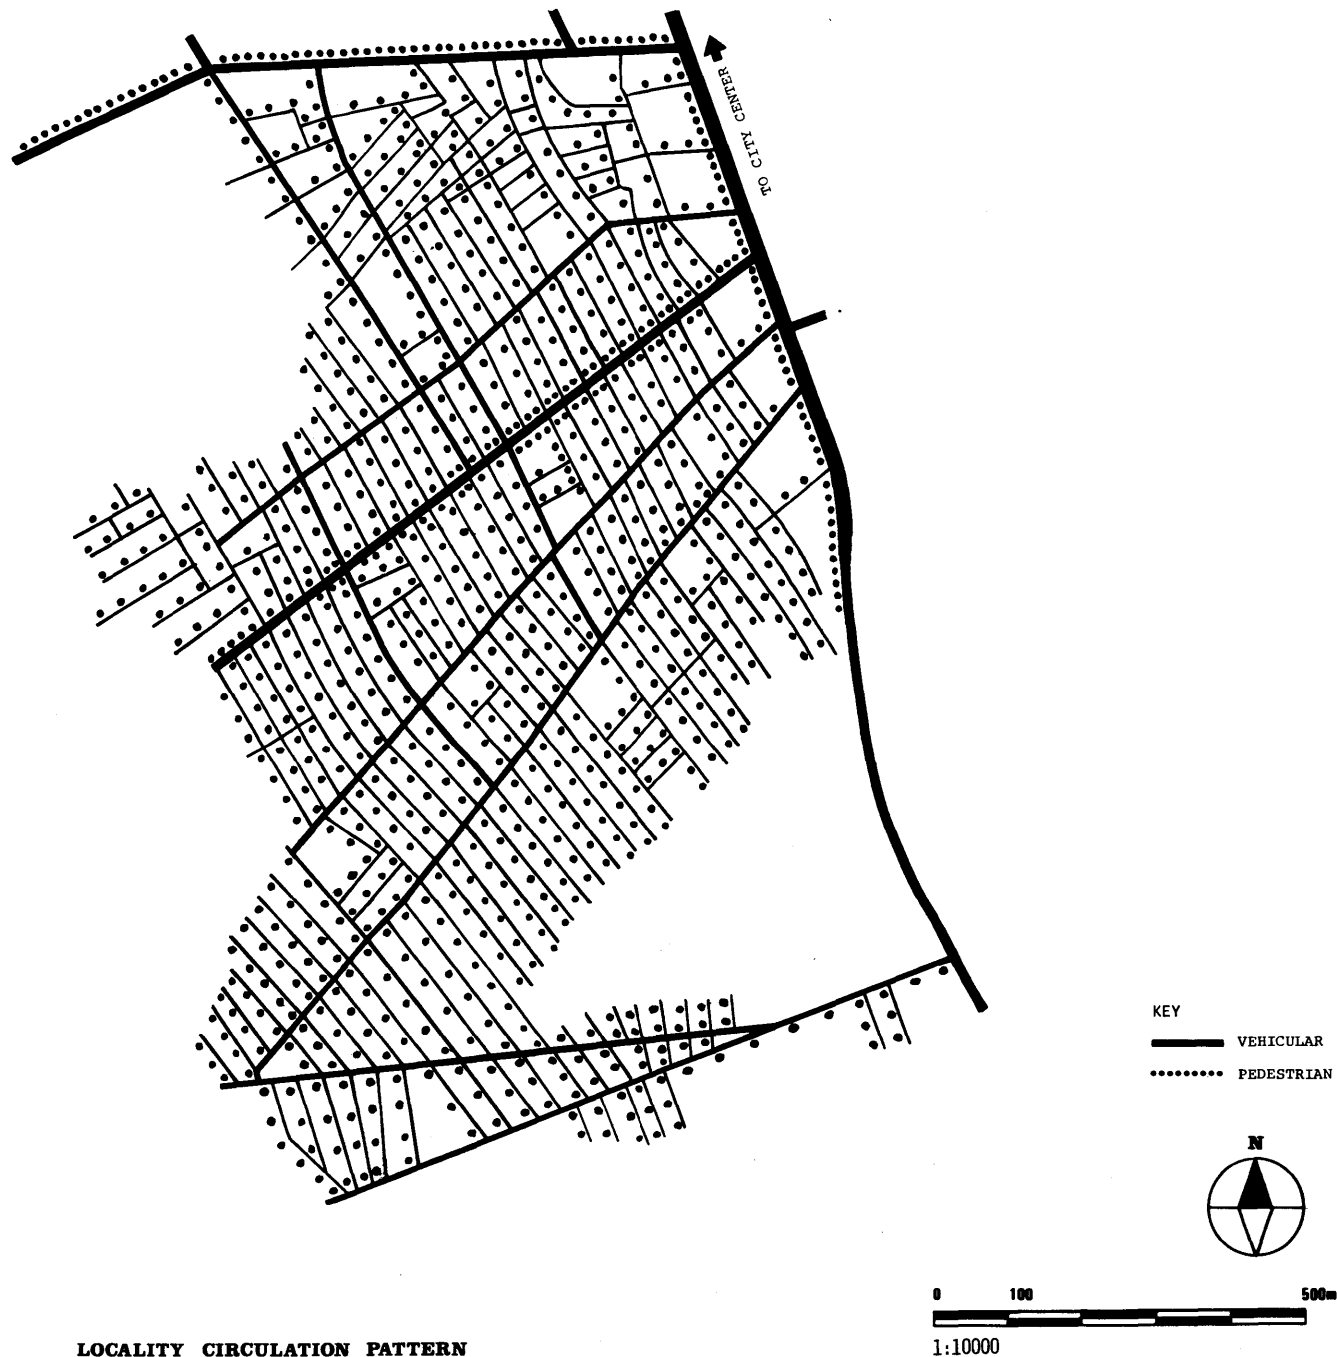 TO CITY CENTER
KEY
VEHICULAR
PEDESTRIAN
N
0 100 500m
1:10000
LOCALITY CIRCULATION PATTERN